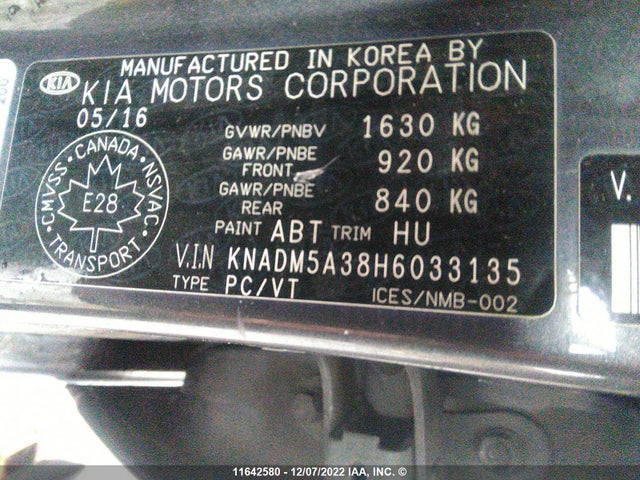 MANUFACTURED IN KOREA BY
KIA KIA MOTORS CORPORATION
05/16
GVWR/PNBV 1630 KG
GAWR/PNBE FRONT 920 KG
GAWR/PNBE REAR 840 KG
PAINT ABT TRIM HU
V.I.N KNADM5A38H6033135
TYPE PC/VT ICES/NMB-002
CMVSS • CANADA • NSVAC • TRANSPORT •
E28
V.
11642580 - 12/07/2022 IAA, INC. ©